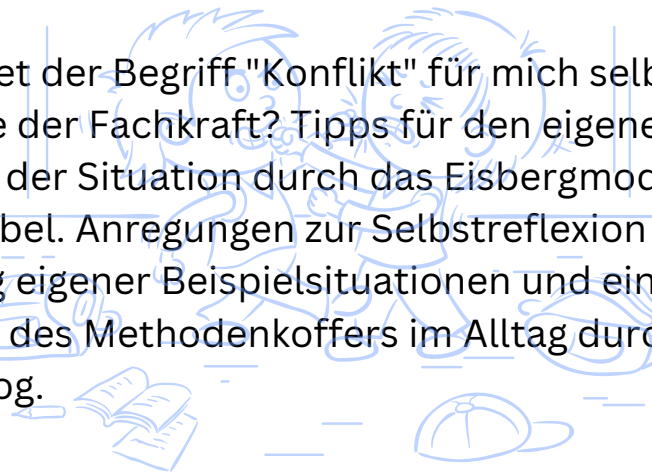 et der Begriff "Konflikt" für mich selb
e der Fachkraft? Tipps für den eigene
der Situation durch das Eisbergmod
bel. Anregungen zur Selbstreflexion
g eigener Beispielsituationen und ein
des Methodenkoffers im Alltag durc
og.